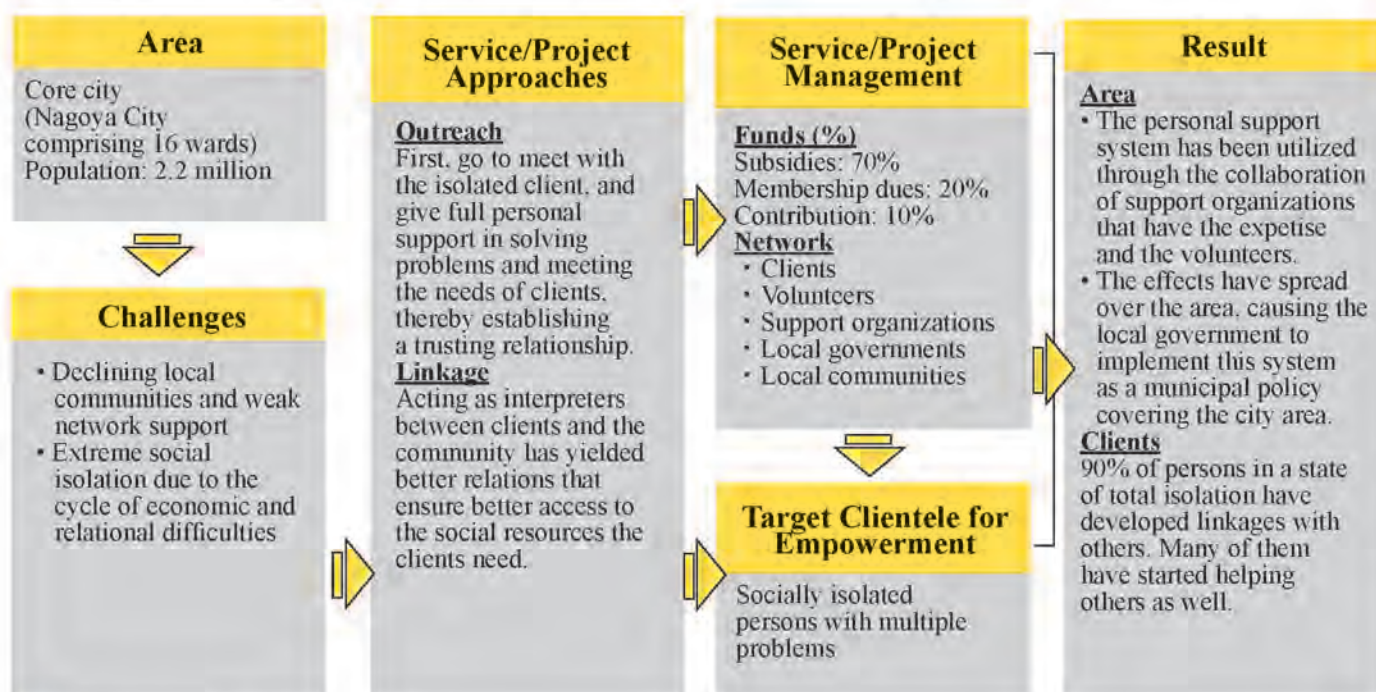 Area
Core city
(Nagoya City
comprising 16 wards)
Population: 2.2 million
Challenges
• Declining local
communities and weak
network support
• Extreme social
isolation due to the
cycle of economic and
relational difficulties
Service/Project
Approaches
Outreach
First, go to meet with
the isolated client, and
give full personal
support in solving
problems and meeting
the needs of clients,
thereby establishing
a trusting relationship.
Linkage
Acting as interpreters
between clients and the
community has yielded
better relations that
ensure better access to
the social resources the
clients need.
Service/Project
Management
Funds (%)
Subsidies: 70%
Membership dues: 20%
Contribution: 10%
Network
・Clients
・Volunteers
・Support organizations
・Local governments
・Local communities
Target Clientele for
Empowerment
Socially isolated
persons with multiple
problems
Result
Area
• The personal support
system has been utilized
through the collaboration
of support organizations
that have the expetise
and the volunteers.
• The effects have spread
over the area, causing the
local government to
implement this system
as a municipal policy
covering the city area.
Clients
90% of persons in a state
of total isolation have
developed linkages with
others. Many of them
have started helping
others as well.